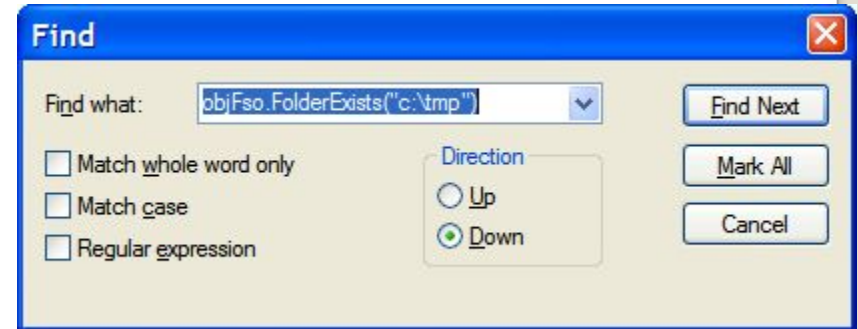 Find
Find what: objFso.FolderExists("c:\tmp")
Find Next
Match whole word only
Direction
Mark All
Match case
Up
Cancel
Regular expression
Down